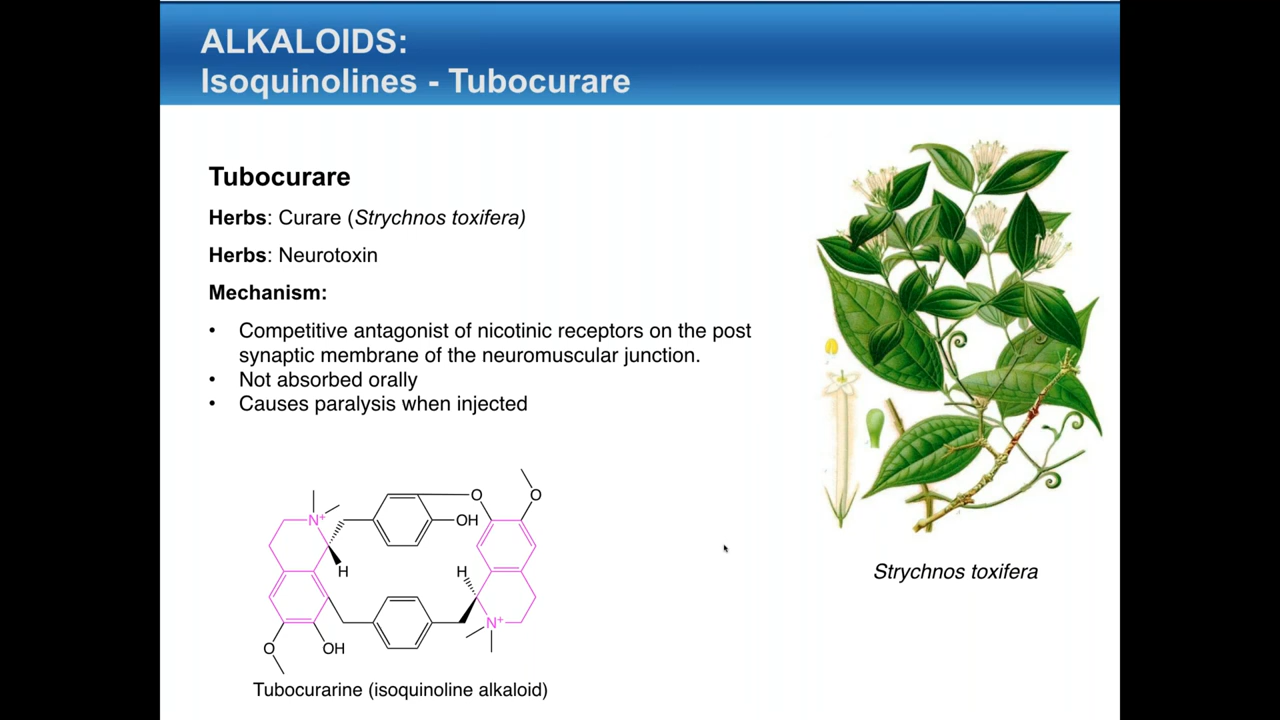 ALKALOIDS:
Isoquinolines - Tubocurare
Tubocurare
Herbs: Curare (Strychnos toxifera)
Herbs: Neurotoxin
Mechanism:
• Competitive antagonist of nicotinic receptors on the post
synaptic membrane of the neuromuscular junction.
• Not absorbed orally
• Causes paralysis when injected
O
O
N+
OH
H
H
N+
O
OH
Tubocurarine (isoquinoline alkaloid)
Strychnos toxifera